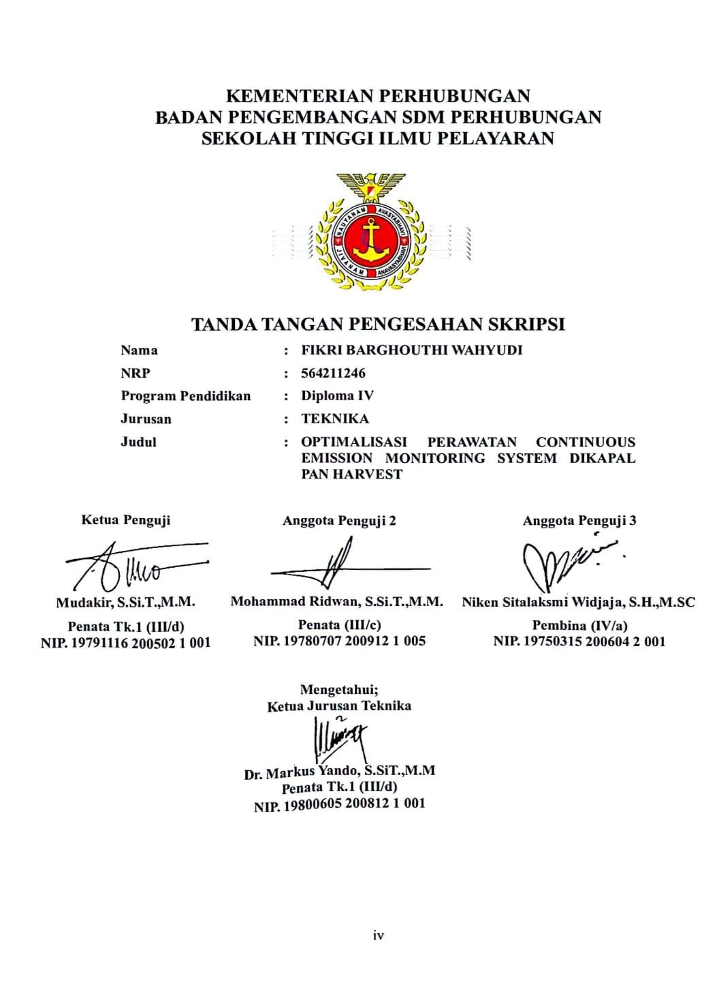 KEMENTERIAN PERHUBUNGAN
BADAN PENGEMBANGAN SDM PERHUBUNGAN
SEKOLAH TINGGI ILMU PELAYARAN
NAUYANAM AVASYABHAVI
JIVANAM ANAVASYABHAVI
TANDA TANGAN PENGESAHAN SKRIPSI
Nama : FIKRI BARGHOUTHI WAHYUDI
NRP : 564211246
Program Pendidikan : Diploma IV
Jurusan : TEKNIKA
Judul : OPTIMALISASI PERAWATAN CONTINUOUS
EMISSION MONITORING SYSTEM DIKAPAL
PAN HARVEST
Ketua Penguji Anggota Penguji 2 Anggota Penguji 3
Mudakir, S.Si.T.,M.M. Mohammad Ridwan, S.Si.T.,M.M. Niken Sitalaksmi Widjaja, S.H.,M.SC
Penata Tk.1 (III/d) Penata (III/c) Pembina (IV/a)
NIP. 19791116 200502 1 001 NIP. 19780707 200912 1 005 NIP. 19750315 200604 2 001
Mengetahui;
Ketua Jurusan Teknika
Dr. Markus Yando, S.SiT.,M.M
Penata Tk.1 (III/d)
NIP. 19800605 200812 1 001
iv